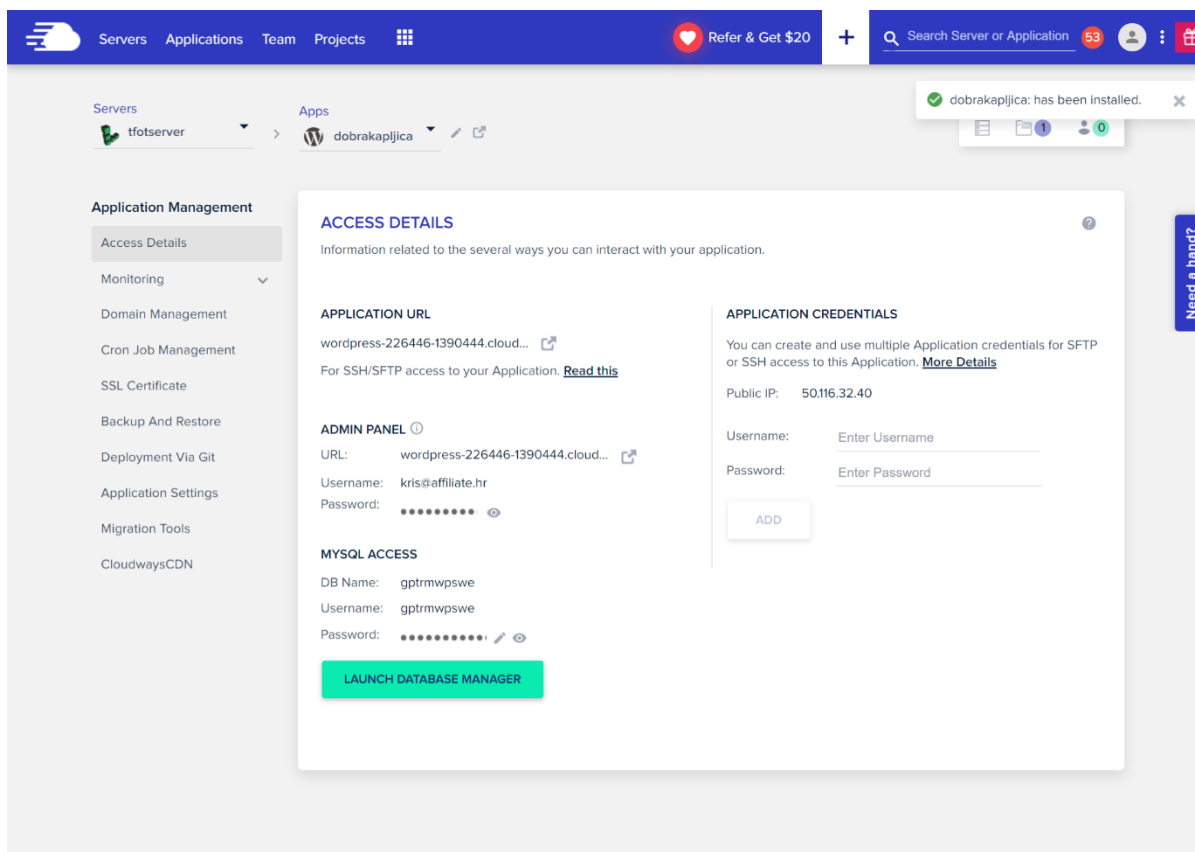 Servers Applications Team Projects
Refer & Get $20
+
Search Server or Application
53
dobrakapljica: has been installed.
Servers
tfotserver
Apps
dobrakapljica
1
0
Application Management
Access Details
Monitoring
Domain Management
Cron Job Management
SSL Certificate
Backup And Restore
Deployment Via Git
Application Settings
Migration Tools
CloudwaysCDN
ACCESS DETAILS
Information related to the several ways you can interact with your application.
APPLICATION URL
wordpress-226446-1390444.cloud...
For SSH/SFTP access to your Application. Read this
ADMIN PANEL
URL: wordpress-226446-1390444.cloud...
Username: kris@affiliate.hr
Password: •••••••••
MYSQL ACCESS
DB Name: gptrmwpswe
Username: gptrmwpswe
Password: ••••••••••
LAUNCH DATABASE MANAGER
APPLICATION CREDENTIALS
You can create and use multiple Application credentials for SFTP
or SSH access to this Application. More Details
Public IP: 50.116.32.40
Username: Enter Username
Password: Enter Password
ADD
Need a hand?